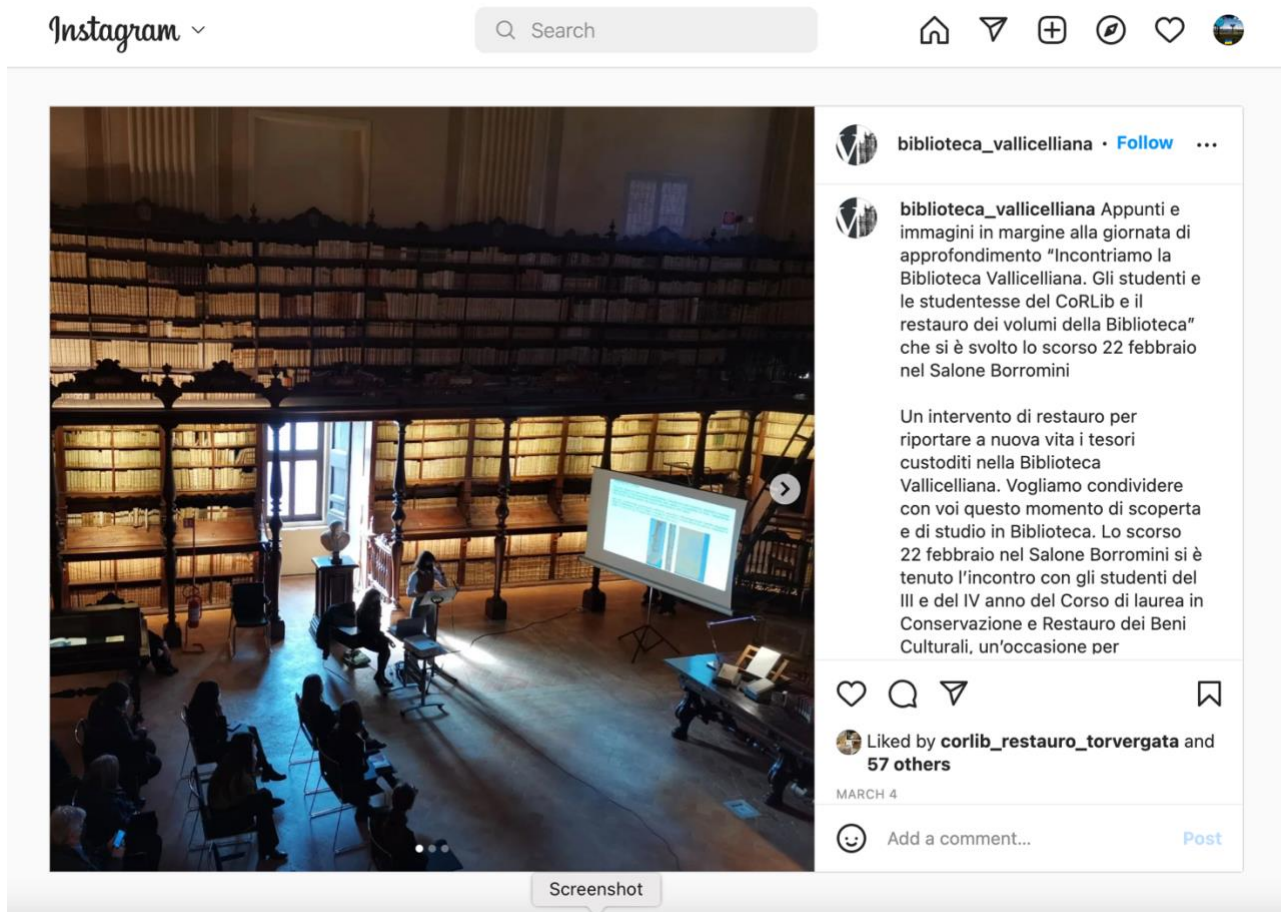 Instagram
Search
biblioteca_vallicelliana • Follow ...
biblioteca_vallicelliana Appunti e
immagini in margine alla giornata di
approfondimento "Incontriamo la
Biblioteca Vallicelliana. Gli studenti e
le studentesse del CoRLib e il
restauro dei volumi della Biblioteca"
che si è svolto lo scorso 22 febbraio
nel Salone Borromini
Un intervento di restauro per
riportare a nuova vita i tesori
custoditi nella Biblioteca
Vallicelliana. Vogliamo condividere
con voi questo momento di scoperta
e di studio in Biblioteca. Lo scorso
22 febbraio nel Salone Borromini si è
tenuto l'incontro con gli studenti del
III e del IV anno del Corso di laurea in
Conservazione e Restauro dei Beni
Culturali, un'occasione per
Liked by corlib_restauro_torvergata and
57 others
MARCH 4
Add a comment... Post
Screenshot